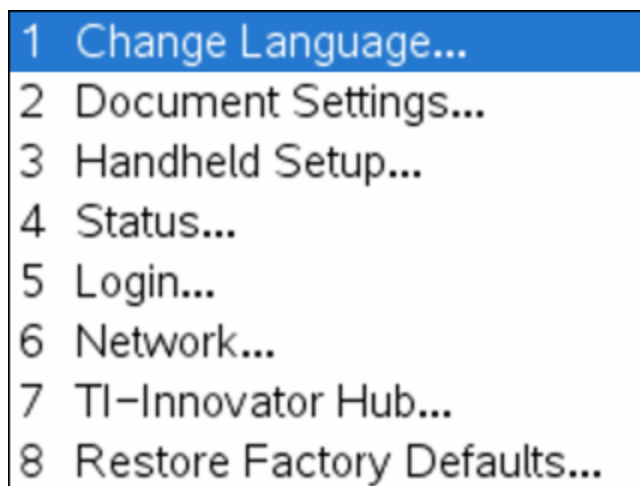 1 Change Language...
2 Document Settings...
3 Handheld Setup...
4 Status...
5 Login...
6 Network...
7 TI-Innovator Hub...
8 Restore Factory Defaults...